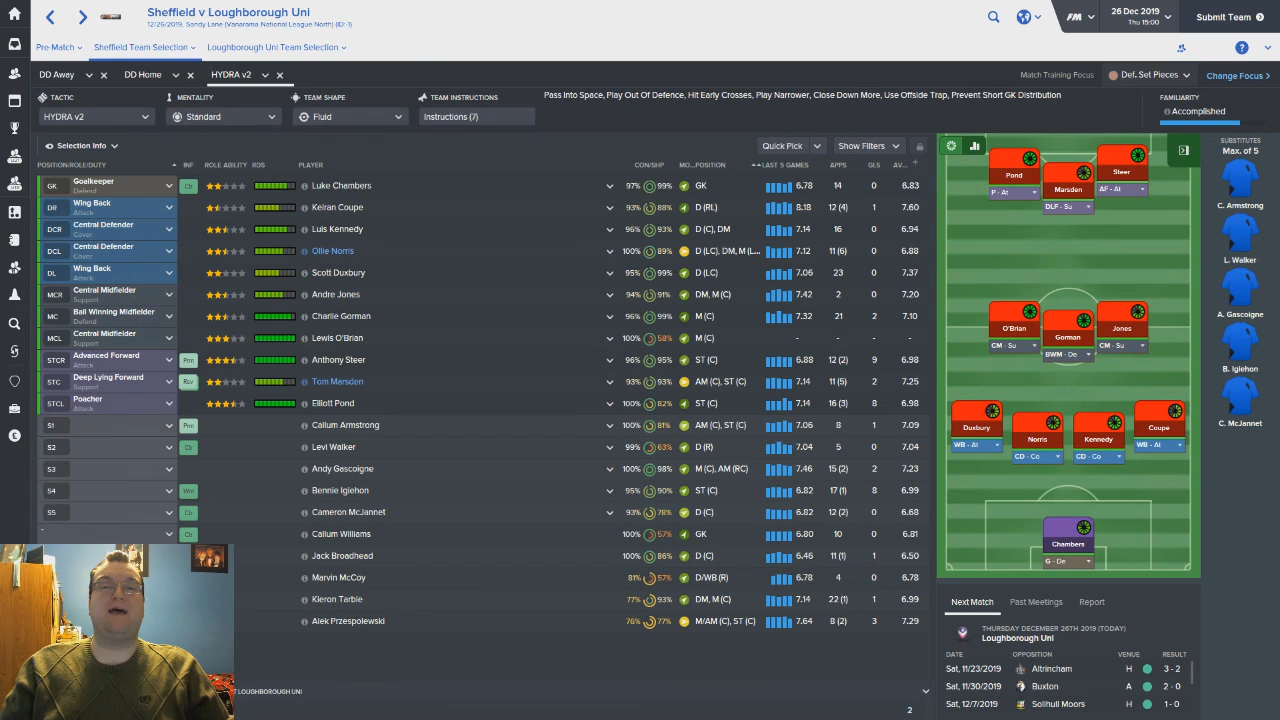 Sheffield v Loughborough Uni
12/26/2019. Sandy Lane (Vanarama National League North) (ID:-1)
FM
26 Dec 2019
Thu 15:00
Submit Team
Pre-Match
Sheffield Team Selection
Loughborough Uni Team Selection
DD Away
DD Home
HYDRA v2
Match Training Focus
Def. Set Pieces
Change Focus >
TACTIC
HYDRA v2
MENTALITY
Standard
TEAM SHAPE
Fluid
TEAM INSTRUCTIONS
Instructions (7)
Pass Into Space, Play Out Of Defence, Hit Early Crosses, Play Narrower, Close Down More, Use Offside Trap, Prevent Short GK Distribution
FAMILIARITY
Accomplished
Selection Info
Quick Pick
Show Filters
POSITION/ROLE/DUTY INF ROLE ABILITY RDS PLAYER CON/SHP MO... POSITION LAST 5 GAMES APPS GLS AV...
GK Goalkeeper Defend Ctr Luke Chambers 97% 99% GK 6.78 14 0 6.83
DR Wing Back Attack Keiran Coupe 93% 88% D (RL) 8.18 12 (4) 1 7.60
DCR Central Defender Cover Luis Kennedy 96% 93% D (C), DM 7.14 16 0 6.94
DCL Central Defender Cover Ollie Norris 100% 89% D (LC), DM, M (L... 7.12 11 (6) 0 6.88
DL Wing Back Attack Scott Duxbury 95% 99% D (LC) 7.06 23 0 7.37
MCR Central Midfielder Support Andre Jones 94% 91% DM, M (C) 7.42 2 0 7.20
MC Ball Winning Midfielder Defend Charlie Gorman 96% 99% M (C) 7.32 21 2 7.10
MCL Central Midfielder Support Lewis O'Brian 100% 58% M (C) - - - -
STCR Advanced Forward Attack Prm Anthony Steer 96% 95% ST (C) 6.88 12 (2) 9 6.98
STC Deep Lying Forward Support Rsv Tom Marsden 93% 93% AM (C), ST (C) 7.14 11 (5) 2 7.25
STCL Poacher Attack Elliott Pond 100% 82% ST (C) 7.14 16 (3) 8 6.98
S1 Prm Callum Armstrong 100% 81% AM (C), ST (C) 7.06 8 1 7.09
S2 Ctr Levi Walker 99% 63% D (R) 7.04 5 0 7.04
S3 Andy Gascoigne 100% 98% M (C), AM (RC) 7.46 15 (2) 2 7.23
S4 Wnt Bennie Igiehon 95% 90% ST (C) 6.82 17 (1) 8 6.99
S5 Ctr Cameron McJannet 93% 78% D (C) 6.82 12 (2) 0 6.68
- Ctr Callum Williams 100% 57% GK 6.80 10 0 6.81
Jack Broadhead 100% 86% D (C) 6.46 11 (1) 1 6.50
Marvin McCoy 81% 57% D/WB (R) 6.78 4 0 6.78
Kieron Tarbie 77% 93% DM, M (C) 7.14 22 (1) 1 6.99
Alek Przespolewski 76% 77% M/AM (C), ST (C) 7.64 8 (2) 3 7.29
T LOUGHBOROUGH UNI
2
Pond
P - At
Marsden
DLF - Su
Steer
AF - At
O'Brian
CM - Su
Gorman
BWM - De
Jones
CM - Su
Duxbury
WB - At
Norris
CD - Co
Kennedy
CD - Co
Coupe
WB - At
Chambers
G - De
SUBSTITUTES
Max. of 5
C. Armstrong
L. Walker
A. Gascoigne
B. Igiehon
C. McJannet
Next Match
Past Meetings
Report
THURSDAY DECEMBER 26TH 2019 (TODAY)
Loughborough Uni
DATE OPPOSITION VENUE RESULT
Sat, 11/23/2019 Altrincham H 3 - 2
Sat, 11/30/2019 Buxton A 2 - 0
Sat, 12/7/2019 Solihull Moors H 1 - 0